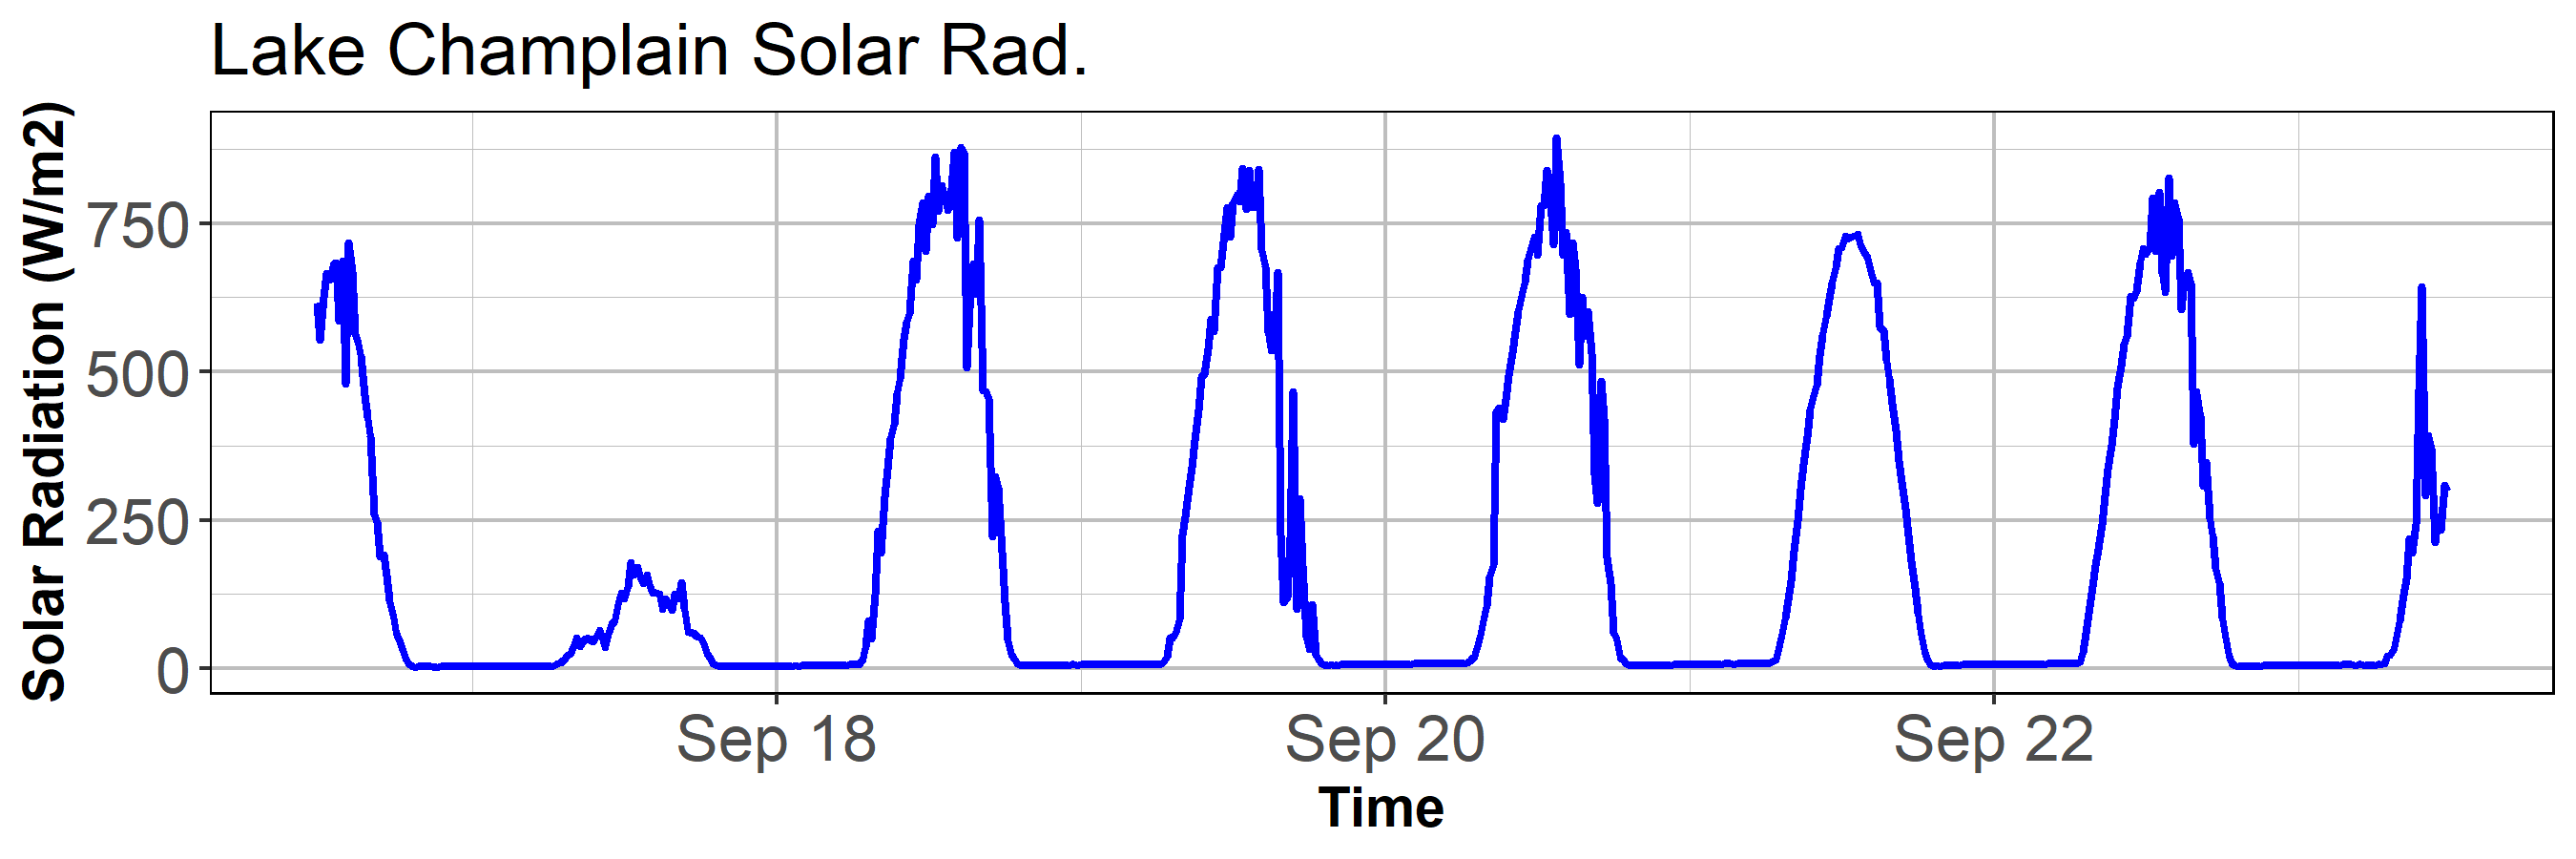 Lake Champlain Solar Rad.
Solar Radiation (W/m2)
750
500
250
0
Sep 18
Sep 20
Sep 22
Time